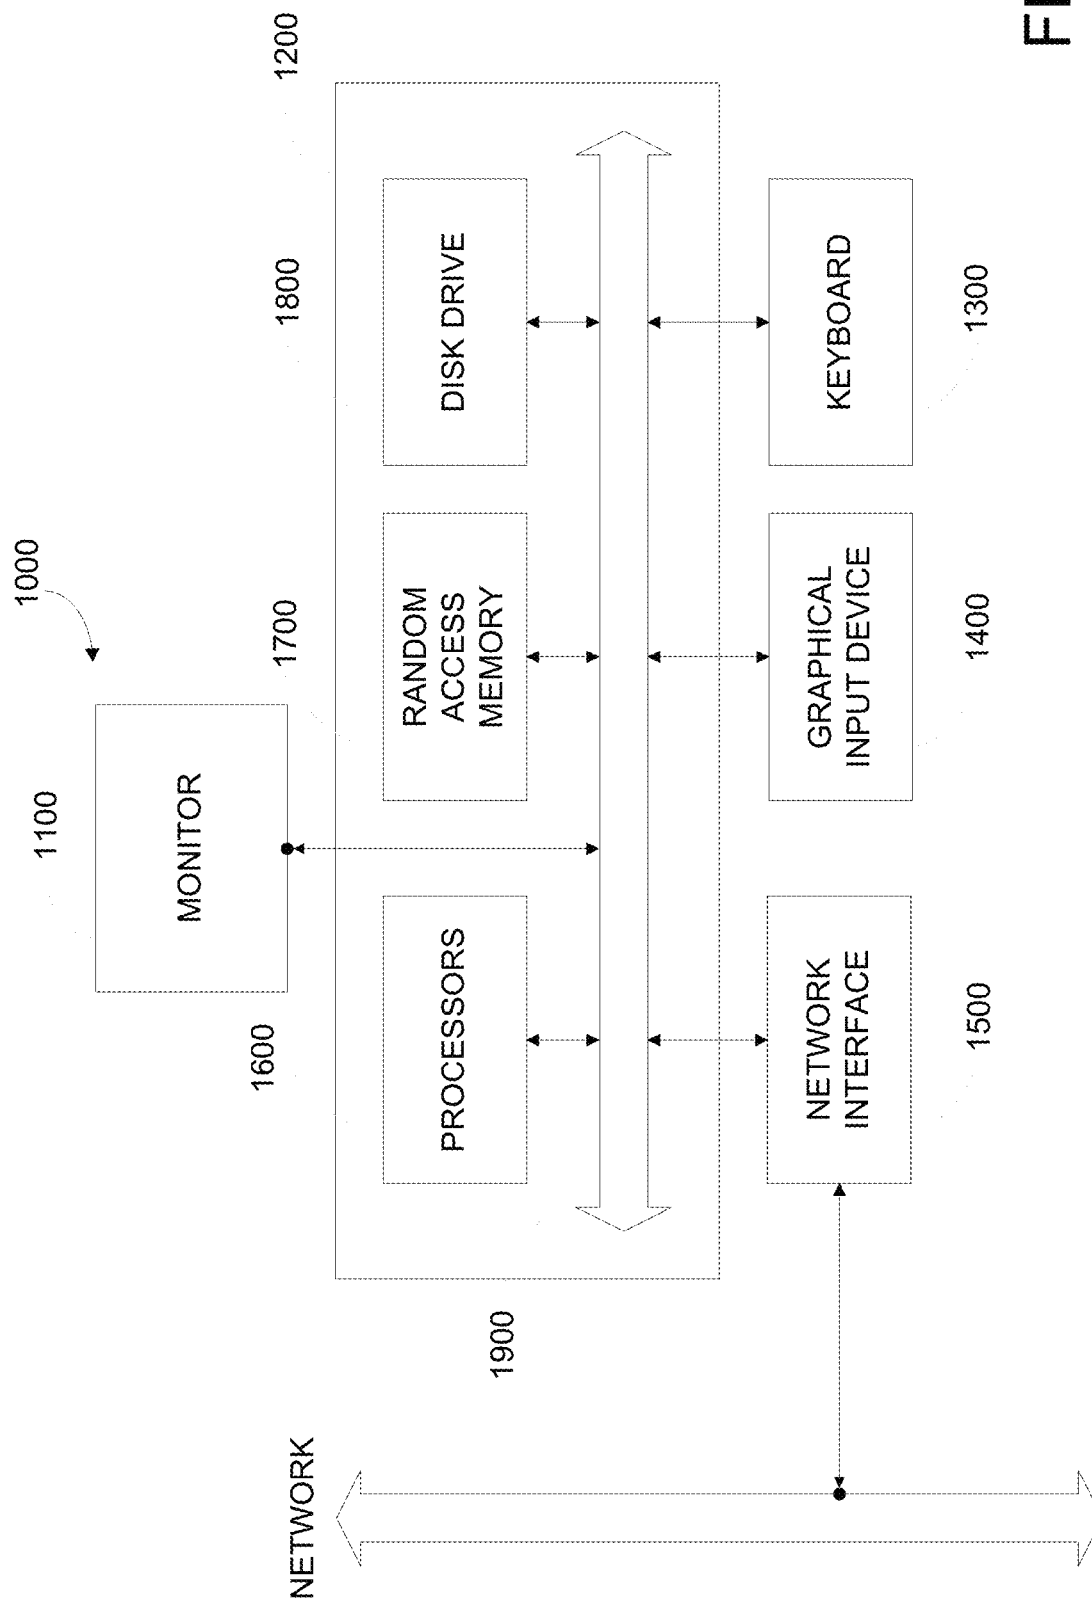 1000
1100
MONITOR
NETWORK
1600
1700
1800
1200
PROCESSORS
RANDOM
ACCESS
MEMORY
DISK DRIVE
1900
NETWORK
INTERFACE
GRAPHICAL
INPUT DEVICE
KEYBOARD
1500
1400
1300